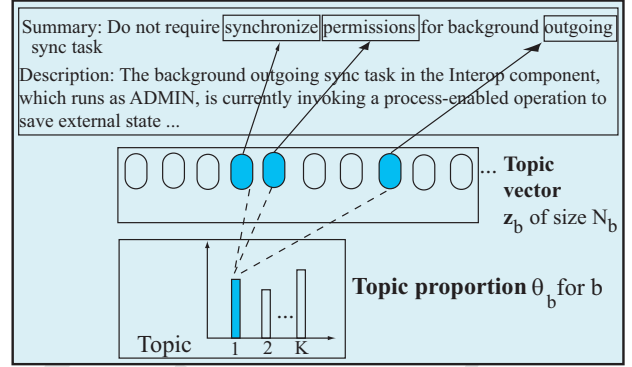 Summary: Do not require synchronize permissions for background outgoing
sync task
Description: The background outgoing sync task in the Interop component,
which runs as ADMIN, is currently invoking a process-enabled operation to
save external state ...
... Topic
vector
z_b of size N_b
Topic proportion θ_b for b
...
Topic
1 2 K